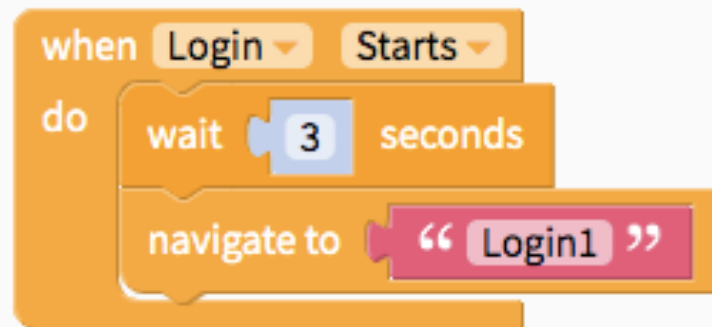 when Login Starts
do
wait 3 seconds
navigate to “ Login1 ”